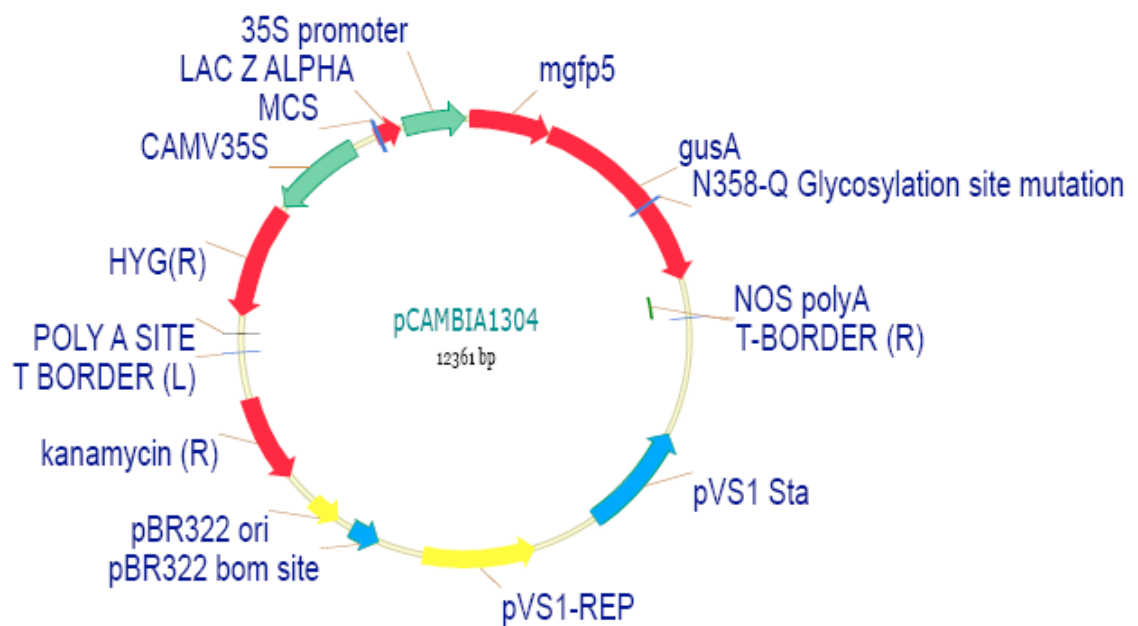 35S promoter
LAC Z ALPHA
MCS
CAMV35S
HYG(R)
POLY A SITE
T BORDER (L)
kanamycin (R)
pBR322 ori
pBR322 bom site
pVS1-REP
pVS1 Sta
T-BORDER (R)
NOS polyA
N358-Q Glycosylation site mutation
gusA
mgfp5
pCAMBIA1304
12361 bp